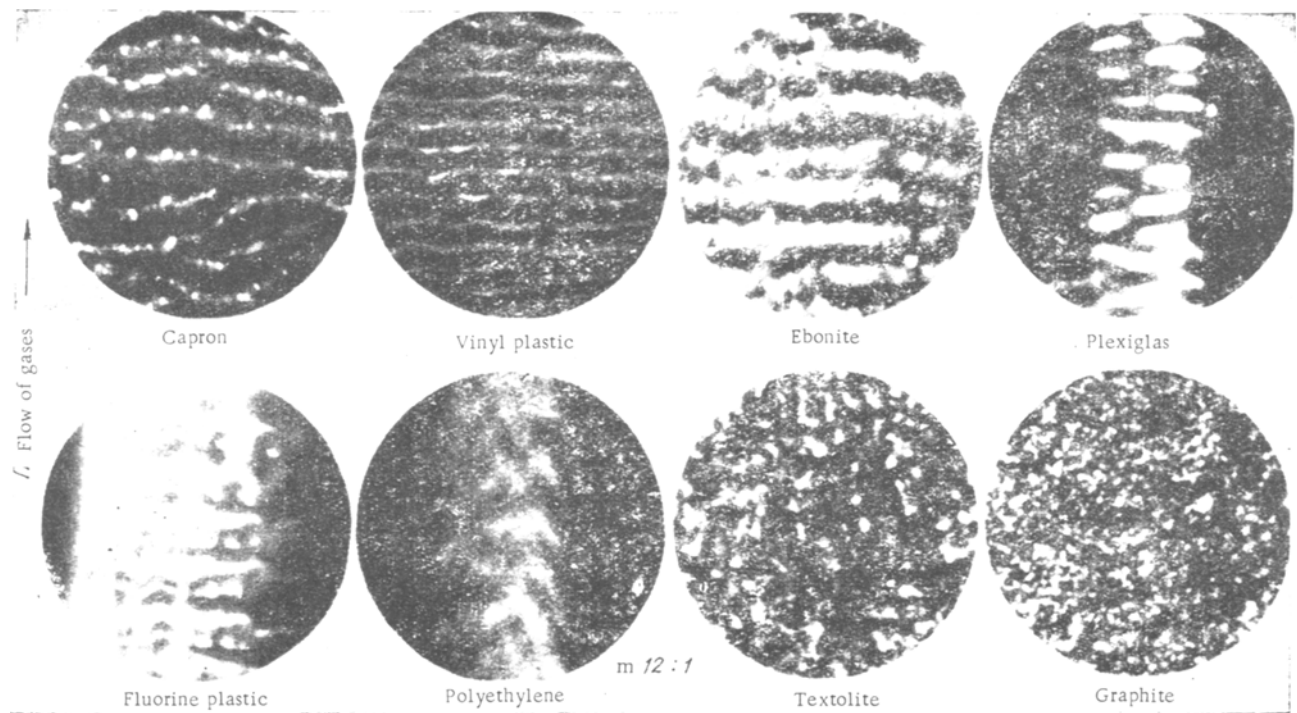 Flow of gases
Capron
Vinyl plastic
Ebonite
Plexiglas
m 12 : 1
Fluorine plastic
Polyethylene
Textolite
Graphite